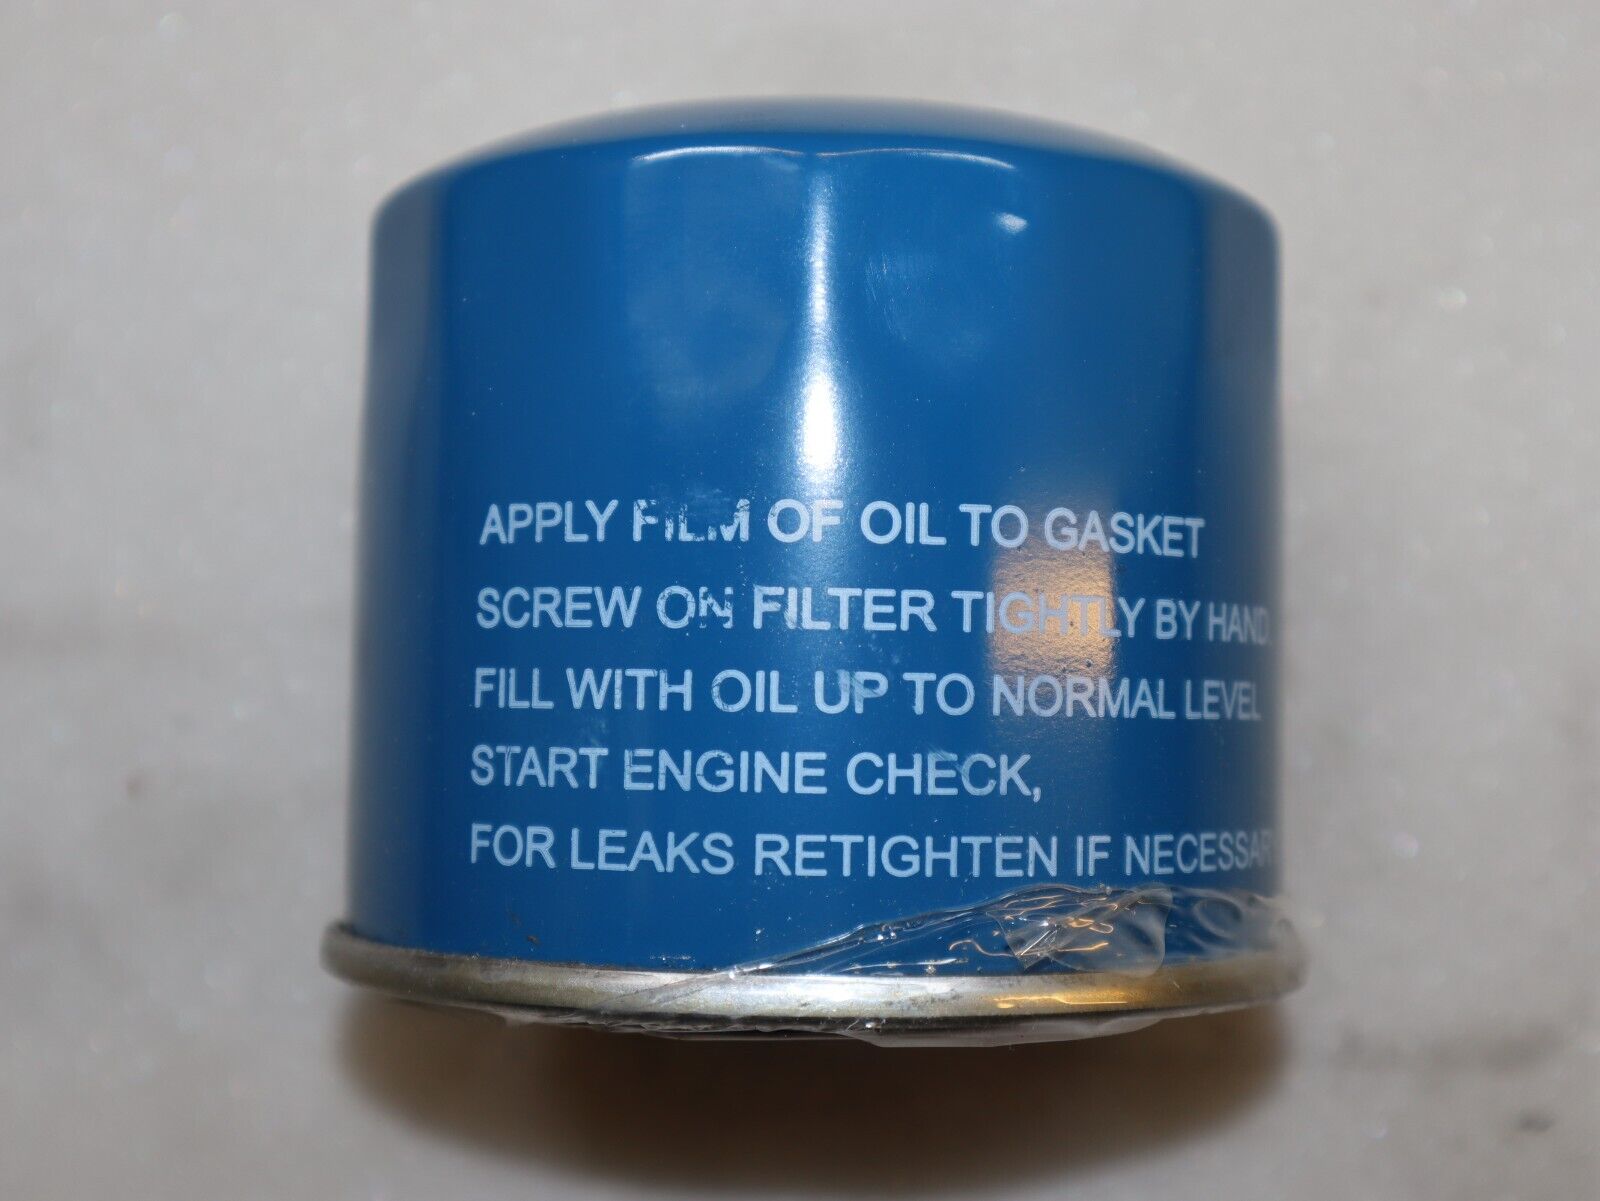 APPLY FILM OF OIL TO GASKET
SCREW ON FILTER TIGHTLY BY HAND.
FILL WITH OIL UP TO NORMAL LEVEL
START ENGINE CHECK,
FOR LEAKS RETIGHTEN IF NECESSAR